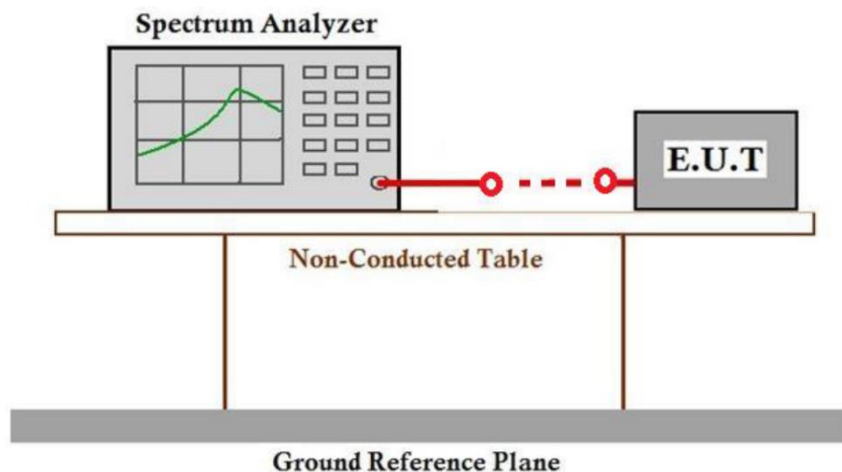 Spectrum Analyzer
E.U.T
Non-Conducted Table
Ground Reference Plane